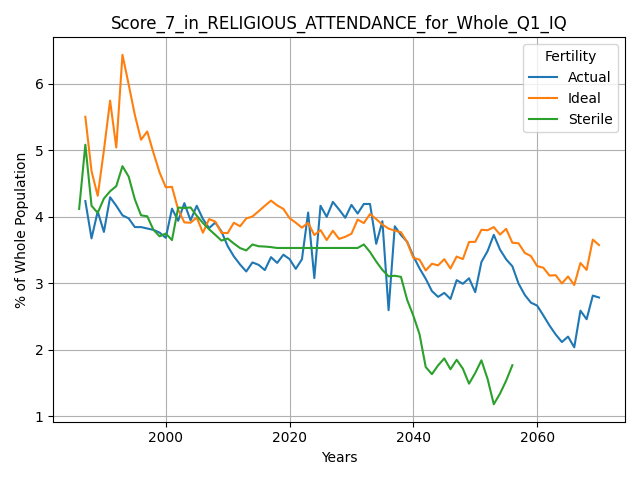 Score_7_in_RELIGIOUS_ATTENDANCE_for_Whole_Q1_IQ
Fertility
Actual
Ideal
Sterile
% of Whole Population
6
5
4
3
2
1
2000
2020
2040
2060
Years